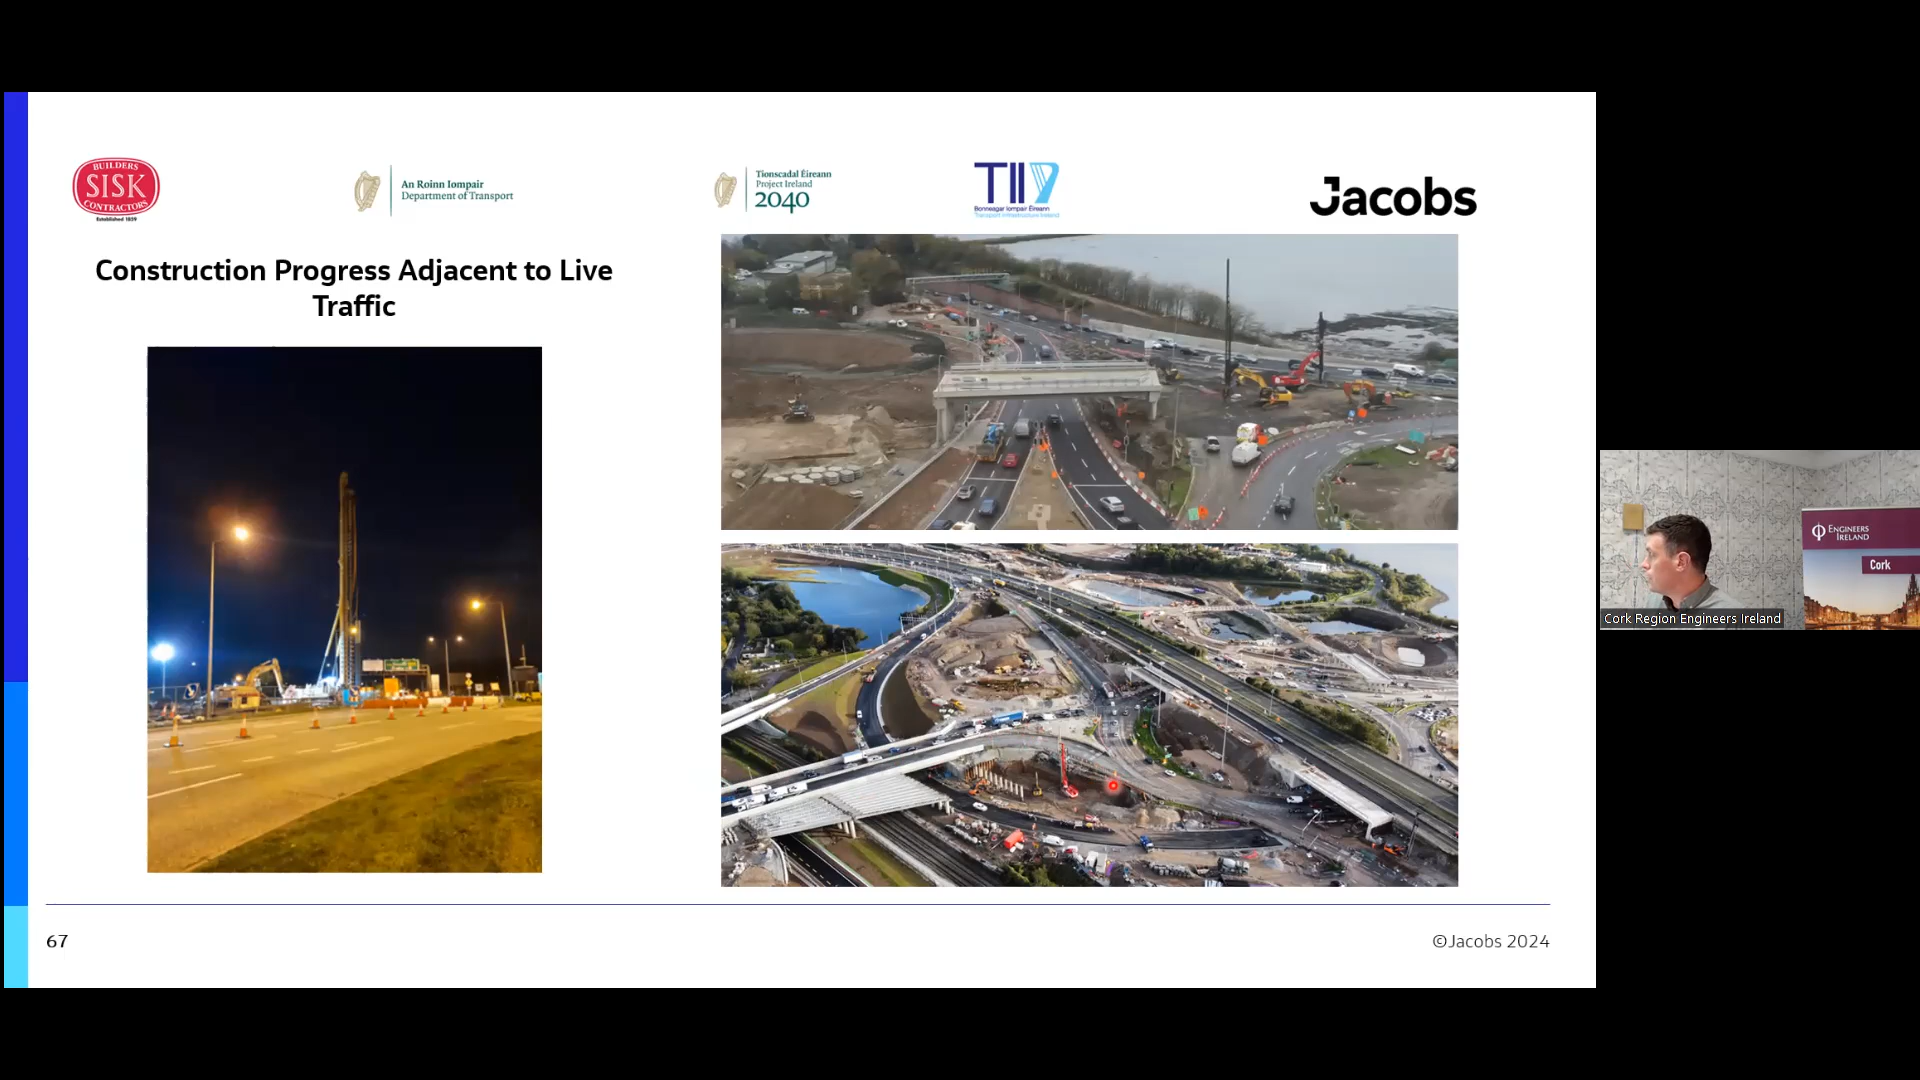 BUILDERS
SISK
CONTRACTORS
Established 1859
An Roinn Iompair
Department of Transport
Tionscadal Éireann
Project Ireland
2040
TII
Bonneagar Iompair Éireann
Transport Infrastructure Ireland
Jacobs
Construction Progress Adjacent to Live
Traffic
ENGINEERS
IRELAND
Cork
Cork Region Engineers Ireland
67
©Jacobs 2024